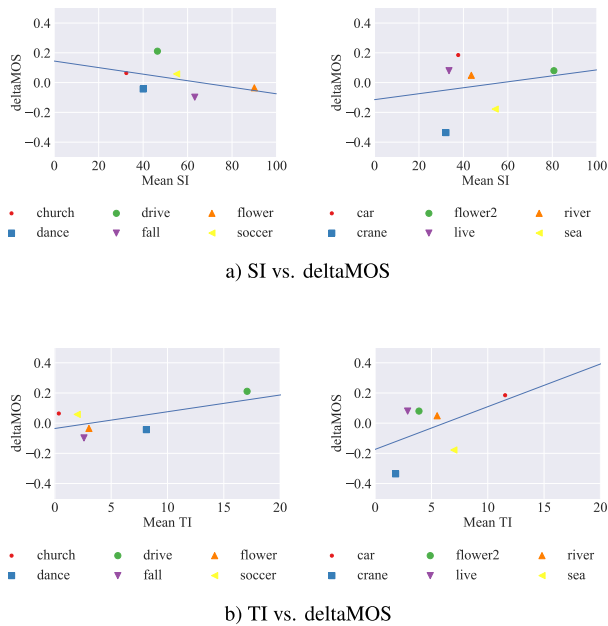 0.4
0.2
0.0
−0.2
−0.4
deltaMOS
0 20 40 60 80 100
Mean SI
church drive flower
dance fall soccer
0.4
0.2
0.0
−0.2
−0.4
deltaMOS
0 20 40 60 80 100
Mean SI
car flower2 river
crane live sea
a) SI vs. deltaMOS
0.4
0.2
0.0
−0.2
−0.4
deltaMOS
0 5 10 15 20
Mean TI
church drive flower
dance fall soccer
0.4
0.2
0.0
−0.2
−0.4
deltaMOS
0 5 10 15 20
Mean TI
car flower2 river
crane live sea
b) TI vs. deltaMOS